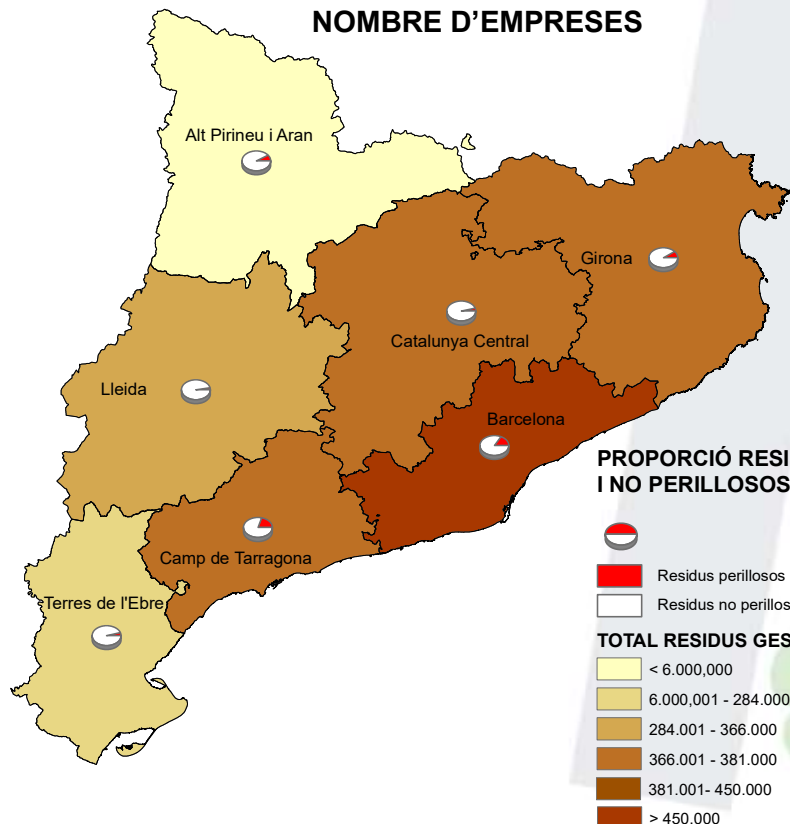 NOMBRE D'EMPRESES
Alt Pirineu i Aran
Girona
Catalunya Central
Lleida
Barcelona
Camp de Tarragona
Terres de l'Ebre
PROPORCIÓ RESI
I NO PERILLOSOS
Residus perillosos
Residus no perillos
TOTAL RESIDUS GES
< 6.000,000
6.000,001 - 284.000
284.001 - 366.000
366.001 - 381.000
381.001- 450.000
> 450.000